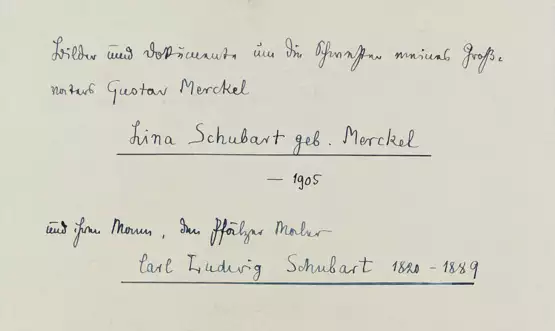 Bilder und Dokumente um die Schwester meines Groß-
vaters Gustav Merckel
Lina Schubart geb. Merckel
— 1905
und ihren Mann, den Pfälzer Maler
Carl Ludwig Schubart 1820 - 1889